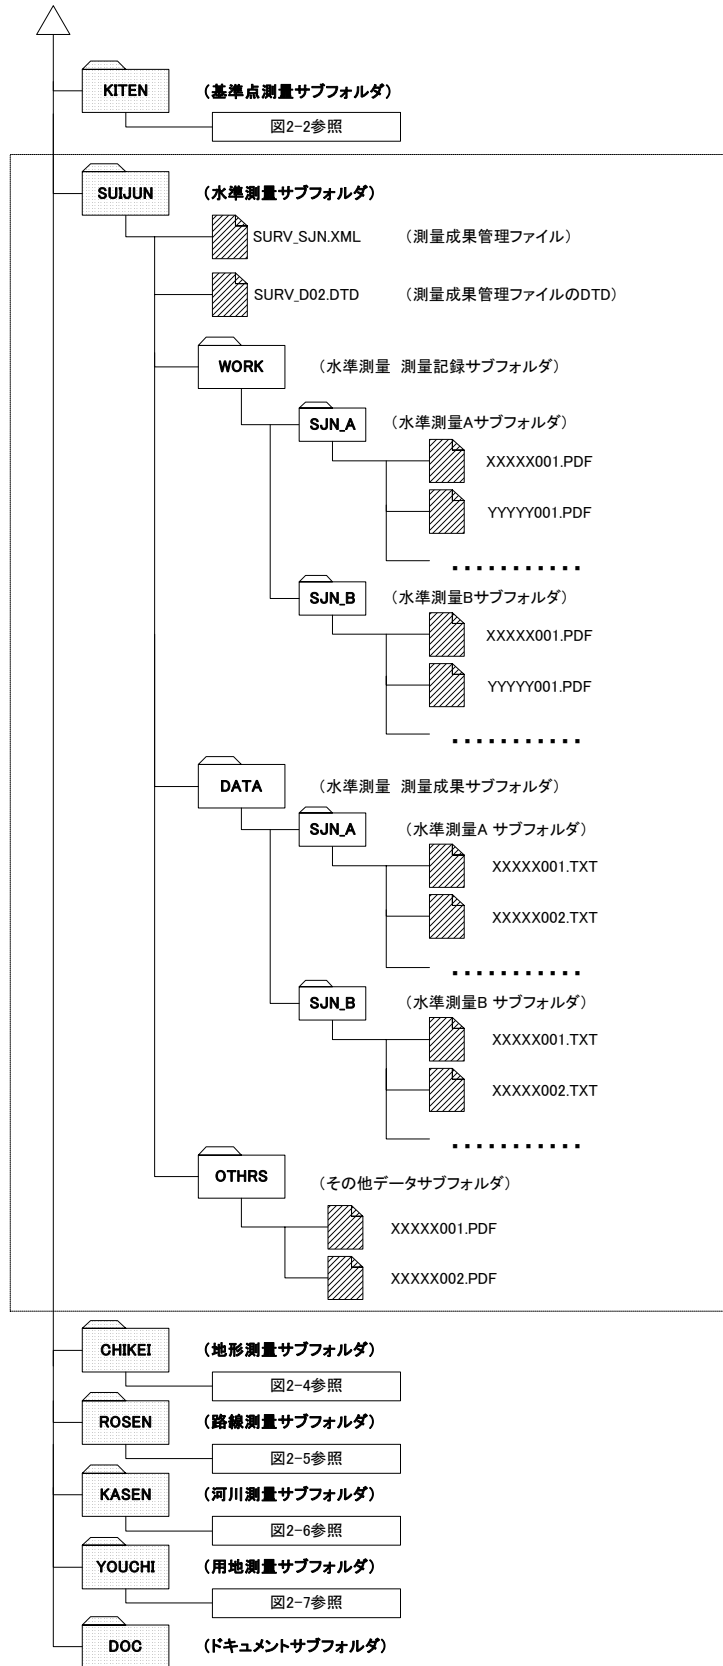 KITEN (基準点測量サブフォルダ)
図2-2参照
SUIJUN (水準測量サブフォルダ)
SURV_SJN.XML (測量成果管理ファイル)
SURV_D02.DTD (測量成果管理ファイルのDTD)
WORK (水準測量 測量記録サブフォルダ)
SJN_A (水準測量Aサブフォルダ)
XXXXX001.PDF
YYYYY001.PDF
...........
SJN_B (水準測量Bサブフォルダ)
XXXXX001.PDF
YYYYY001.PDF
...........
DATA (水準測量 測量成果サブフォルダ)
SJN_A (水準測量A サブフォルダ)
XXXXX001.TXT
XXXXX002.TXT
...........
SJN_B (水準測量B サブフォルダ)
XXXXX001.TXT
XXXXX002.TXT
...........
OTHRS (その他データサブフォルダ)
XXXXX001.PDF
XXXXX002.PDF
CHIKEI (地形測量サブフォルダ)
図2-4参照
ROSEN (路線測量サブフォルダ)
図2-5参照
KASEN (河川測量サブフォルダ)
図2-6参照
YOUCHI (用地測量サブフォルダ)
図2-7参照
DOC (ドキュメントサブフォルダ)